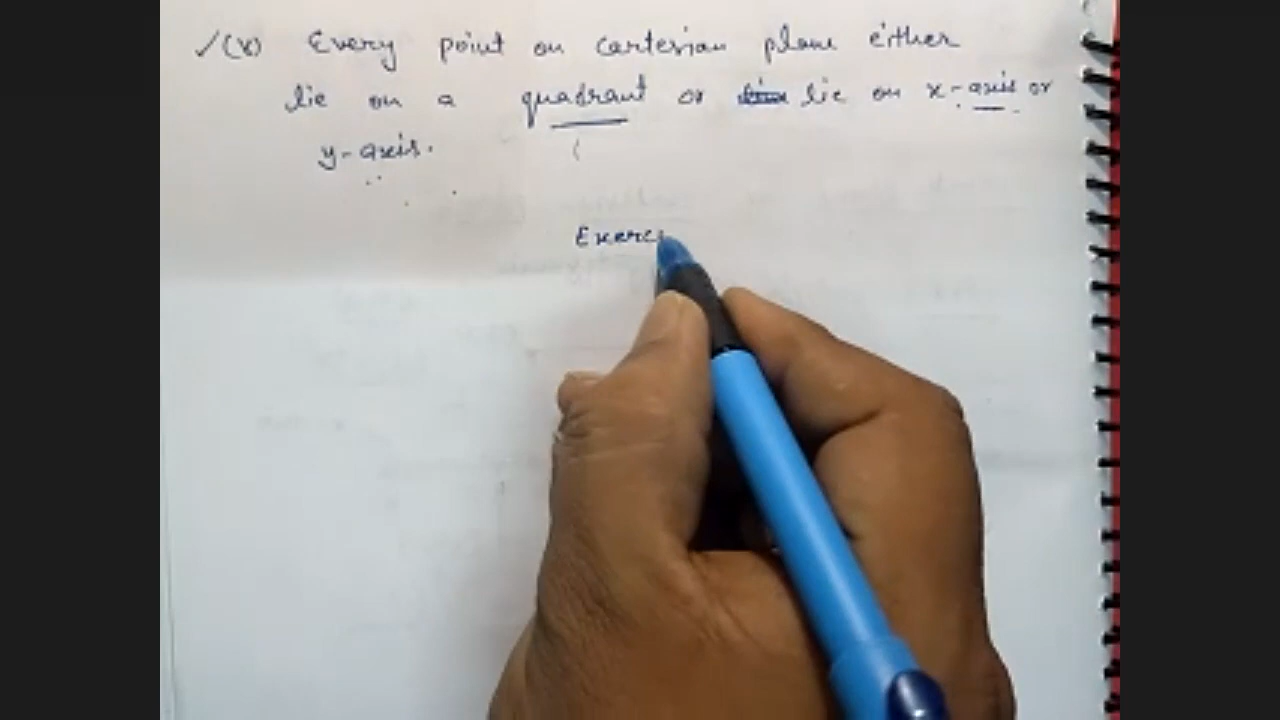 (x) Every point on cartesian plane either
lie on a quadrant or lie on x-axis or
y-axis.
Exerc